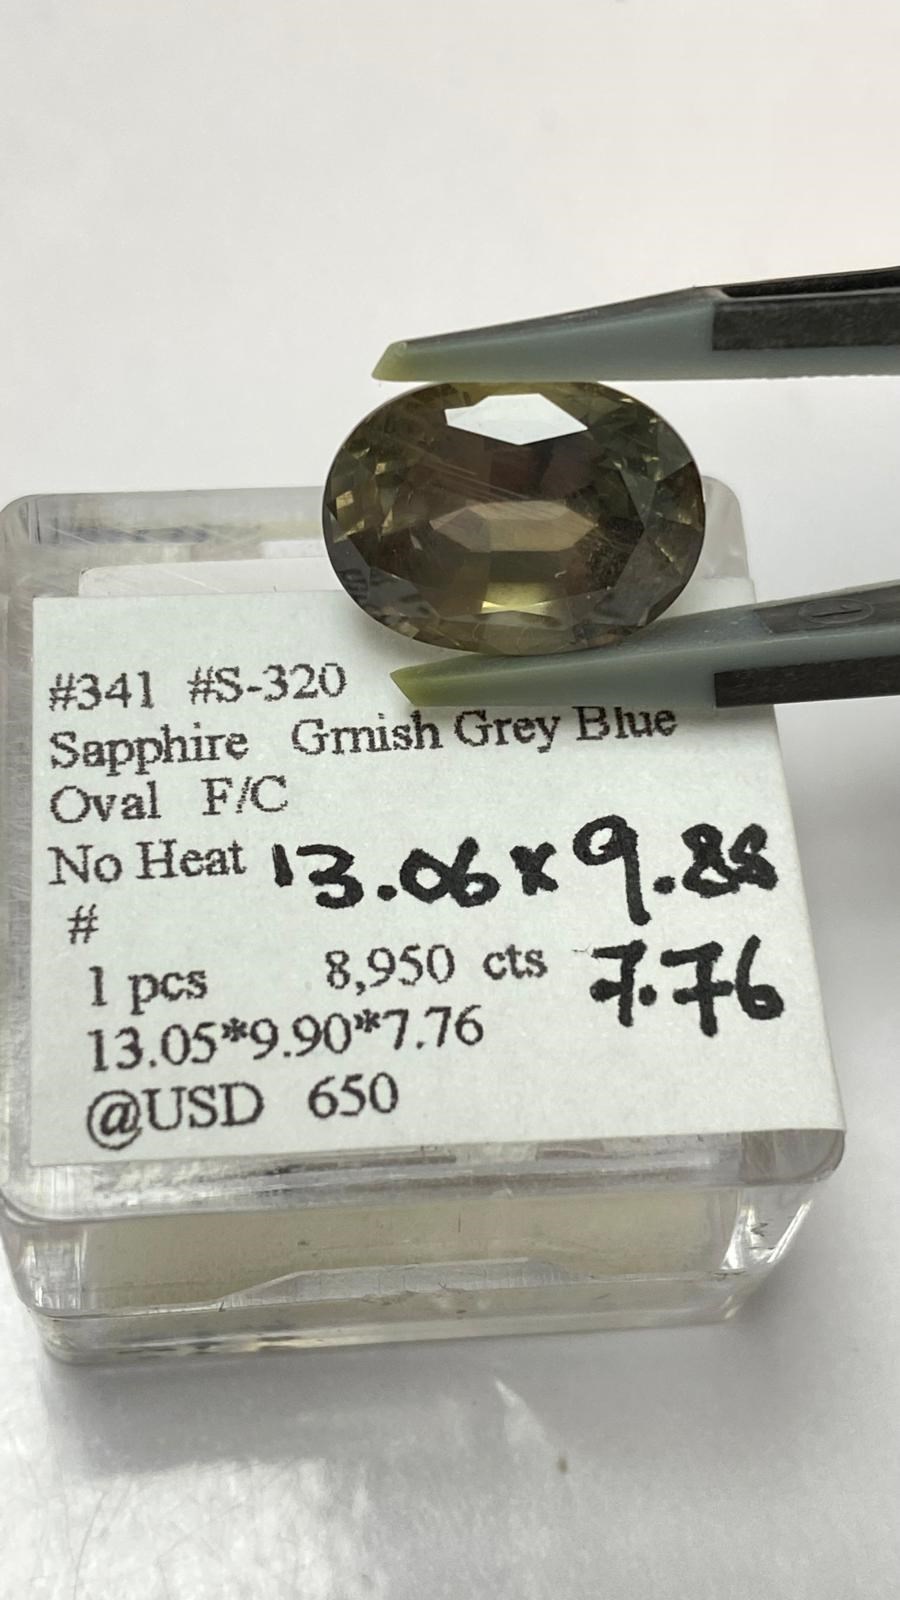 #341 #S-320
Sapphire Grnish Grey Blue
Oval F/C
No Heat 13.06x9.88
#
1 pcs 8,950 cts 7.76
13.05*9.90*7.76
@USD 650